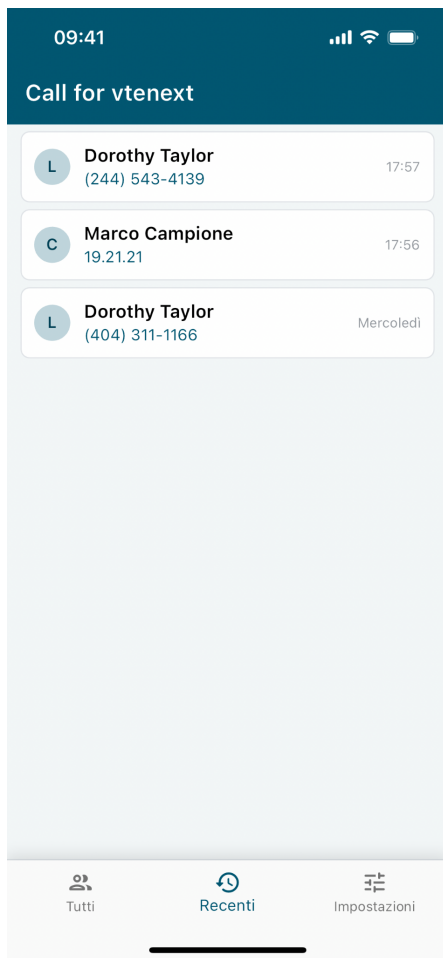 09:41
Call for vtenext
L
Dorothy Taylor
(244) 543-4139
17:57
C
Marco Campione
19.21.21
17:56
L
Dorothy Taylor
(404) 311-1166
Mercoledì
Tutti
Recenti
Impostazioni